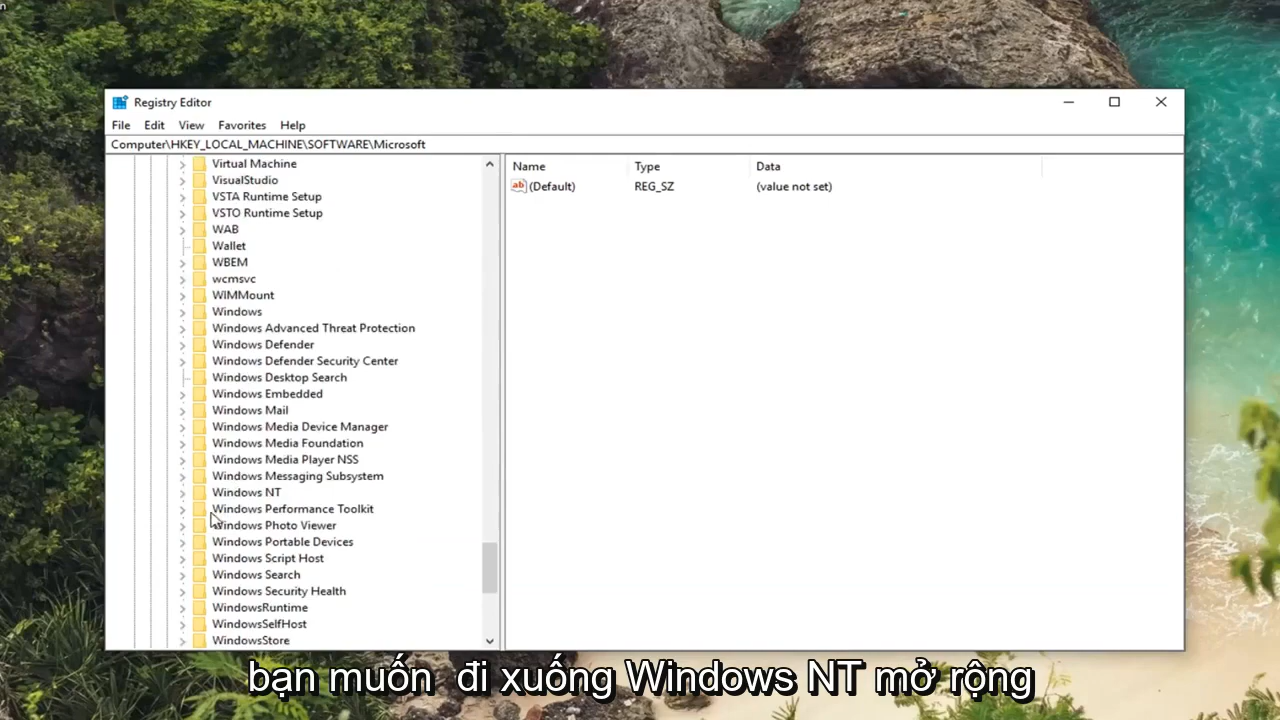 n
Registry Editor
File Edit View Favorites Help
Computer\HKEY_LOCAL_MACHINE\SOFTWARE\Microsoft
Name Type Data
ab (Default) REG_SZ (value not set)
Virtual Machine
VisualStudio
VSTA Runtime Setup
VSTO Runtime Setup
WAB
Wallet
WBEM
wcmsvc
WIMMount
Windows
Windows Advanced Threat Protection
Windows Defender
Windows Defender Security Center
Windows Desktop Search
Windows Embedded
Windows Mail
Windows Media Device Manager
Windows Media Foundation
Windows Media Player NSS
Windows Messaging Subsystem
Windows NT
Windows Performance Toolkit
Windows Photo Viewer
Windows Portable Devices
Windows Script Host
Windows Search
Windows Security Health
WindowsRuntime
WindowsSelfHost
WindowsStore
bạn muốn đi xuống Windows NT mở rộng